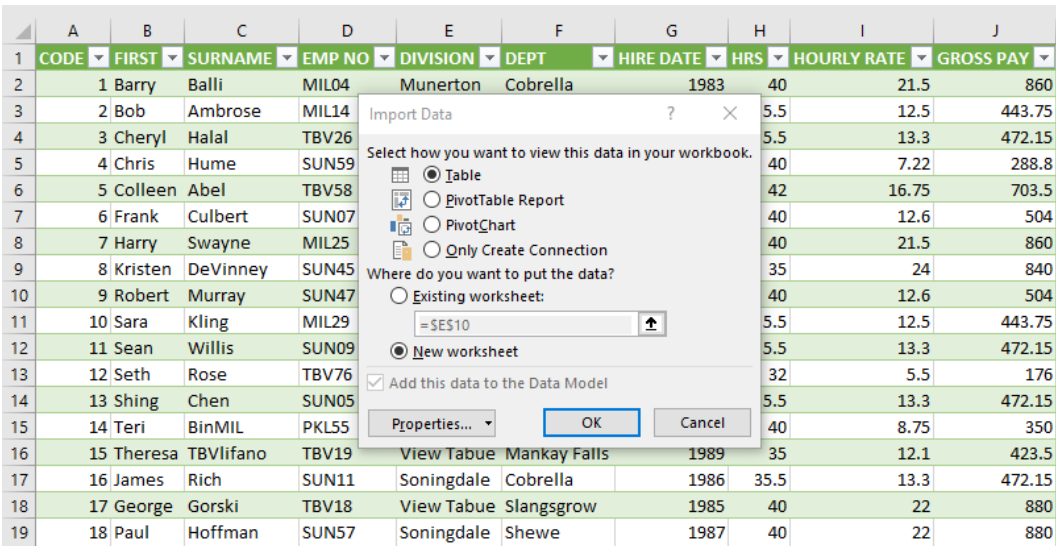 A B C D E F G H I J
1 CODE FIRST SURNAME EMP NO DIVISION DEPT HIRE DATE HRS HOURLY RATE GROSS PAY
2 1 Barry Balli MIL04 Munerton Cobrella 1983 40 21.5 860
3 2 Bob Ambrose MIL14 5.5 12.5 443.75
4 3 Cheryl Halal TBV26 5.5 13.3 472.15
5 4 Chris Hume SUN59 40 7.22 288.8
6 5 Colleen Abel TBV58 42 16.75 703.5
7 6 Frank Culbert SUN07 40 12.6 504
8 7 Harry Swayne MIL25 40 21.5 860
9 8 Kristen DeVinney SUN45 35 24 840
10 9 Robert Murray SUN47 40 12.6 504
11 10 Sara Kling MIL29 5.5 12.5 443.75
12 11 Sean Willis SUN09 5.5 13.3 472.15
13 12 Seth Rose TBV76 32 5.5 176
14 13 Shing Chen SUN05 5.5 13.3 472.15
15 14 Teri BinMIL PKL55 40 8.75 350
16 15 Theresa TBVlifano TBV19 View Tabue Mankay Falls 1989 35 12.1 423.5
17 16 James Rich SUN11 Soningdale Cobrella 1986 35.5 13.3 472.15
18 17 George Gorski TBV18 View Tabue Slangsgrow 1985 40 22 880
19 18 Paul Hoffman SUN57 Soningdale Shewe 1987 40 22 880
Import Data ?
Select how you want to view this data in your workbook.
Table
PivotTable Report
PivotChart
Only Create Connection
Where do you want to put the data?
Existing worksheet:
=$E$10
New worksheet
Add this data to the Data Model
Properties... OK Cancel